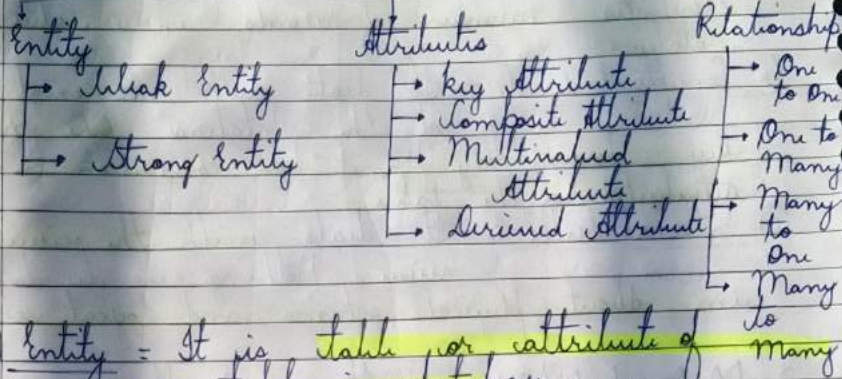 Entity Attributes Relationship
→ Weak Entity → key Attribute → One
to One
→ Composite Attribute
→ One to
→ Strong Entity → Multivalued Many
Attribute
→ Many
→ Derived Attribute to
One
→ Many
to
Entity = It is table or attribute of Many